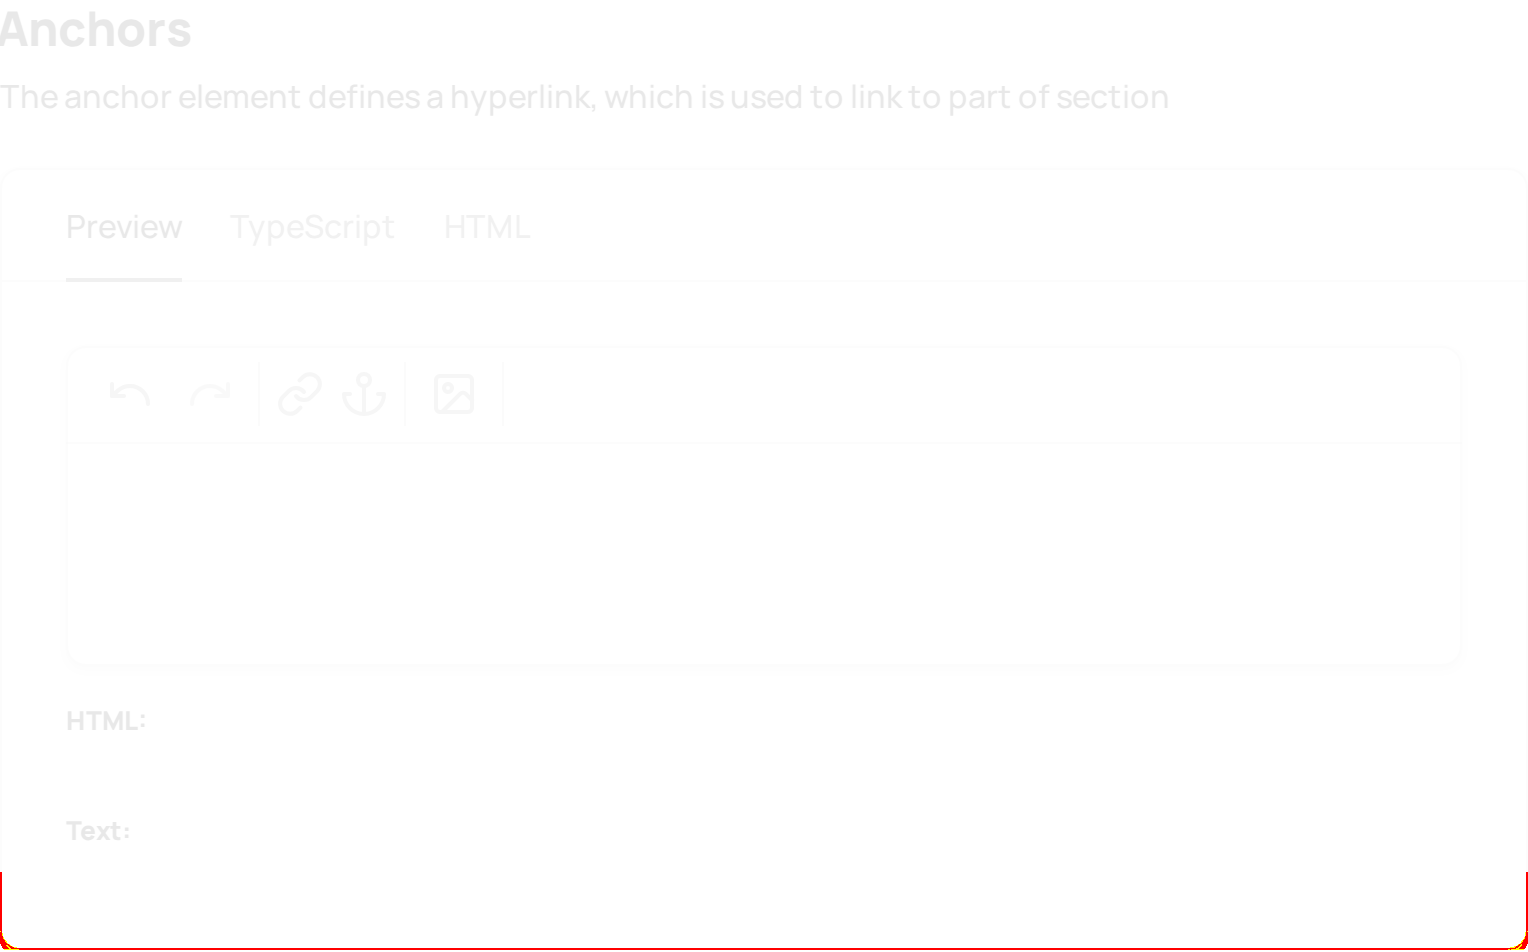 Anchors
The anchor element defines a hyperlink, which is used to link to part of section
Preview TypeScript HTML
HTML:
Text: